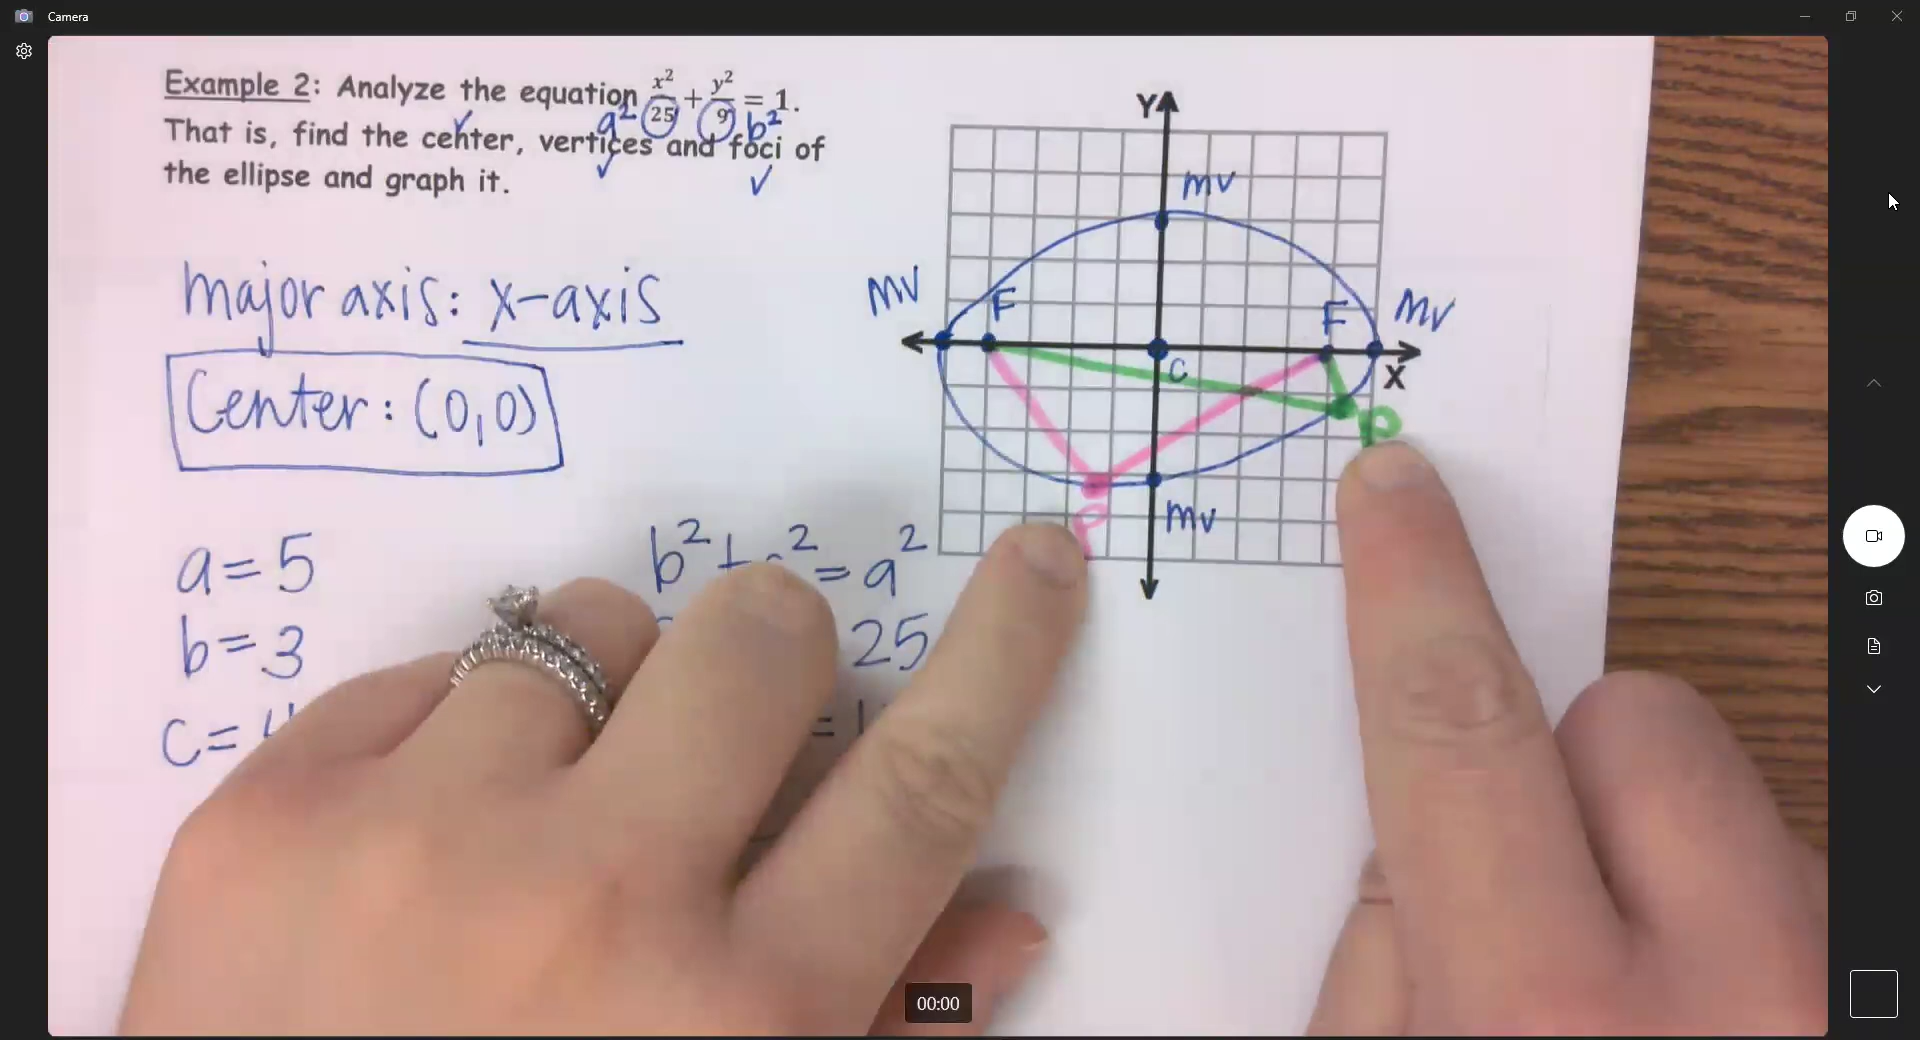 Camera
Example 2: Analyze the equation x²/25 + y²/9 = 1.
a² b²
That is, find the center, vertices and foci of
the ellipse and graph it.
major axis: x-axis
Center: (0,0)
a = 5
b = 3
c =
b² + ² = a²
25
=
Y
mv
mv
F
F
mv
C
X
P
mv
P
00:00